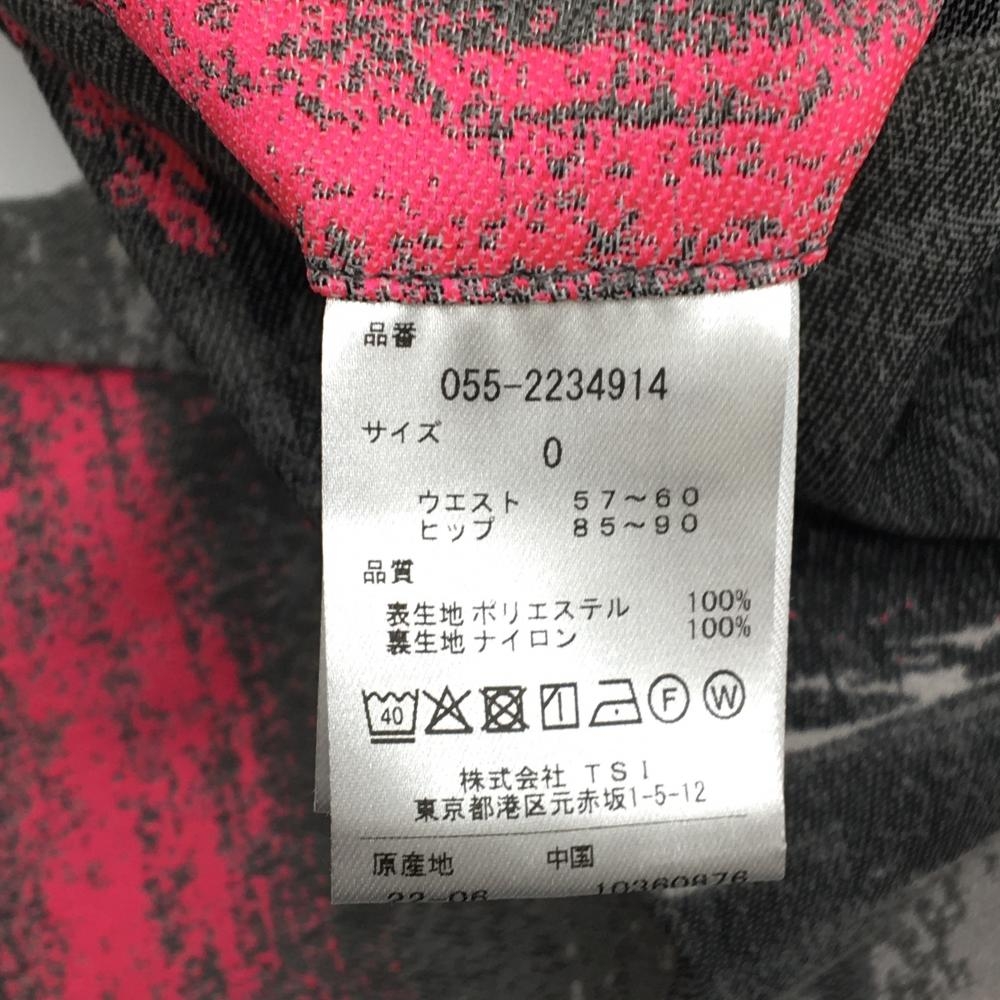 品番
055-2234914
サイズ
0
ウエスト 57～60
ヒップ 85～90
品質
表生地 ポリエステル 100%
裏生地 ナイロン 100%
40 F W
株式会社 TSI
東京都港区元赤坂1-5-12
原産地 中国
22-06 10360876